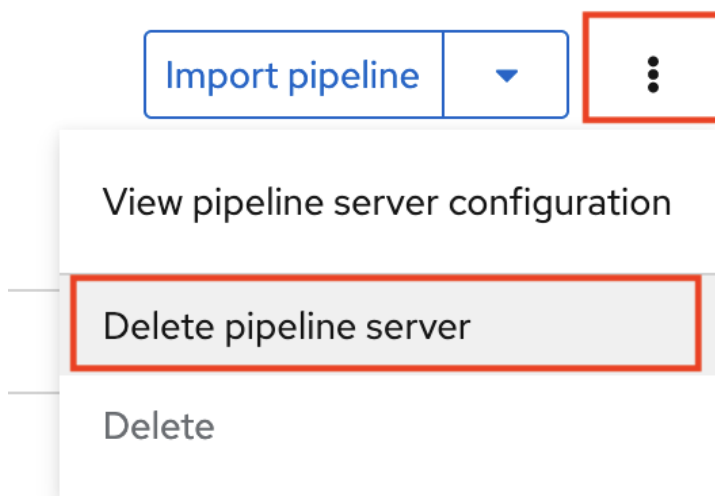 Import pipeline
View pipeline server configuration
Delete pipeline server
Delete